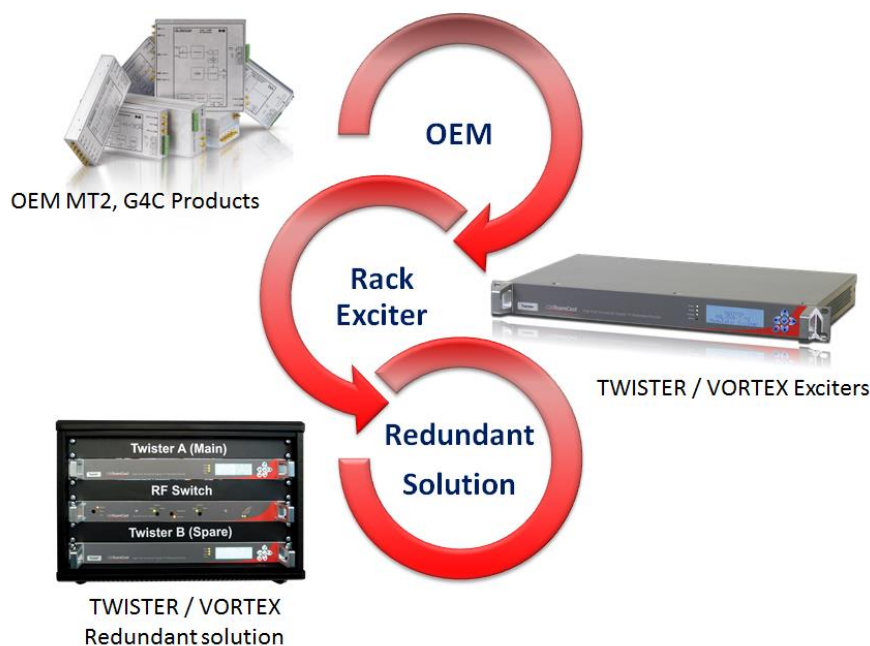 OEM
OEM MT2, G4C Products
Rack
Exciter
TWISTER / VORTEX Exciters
Redundant
Solution
Twister A (Main)
RF Switch
Twister B (Spare)
TWISTER / VORTEX
Redundant solution